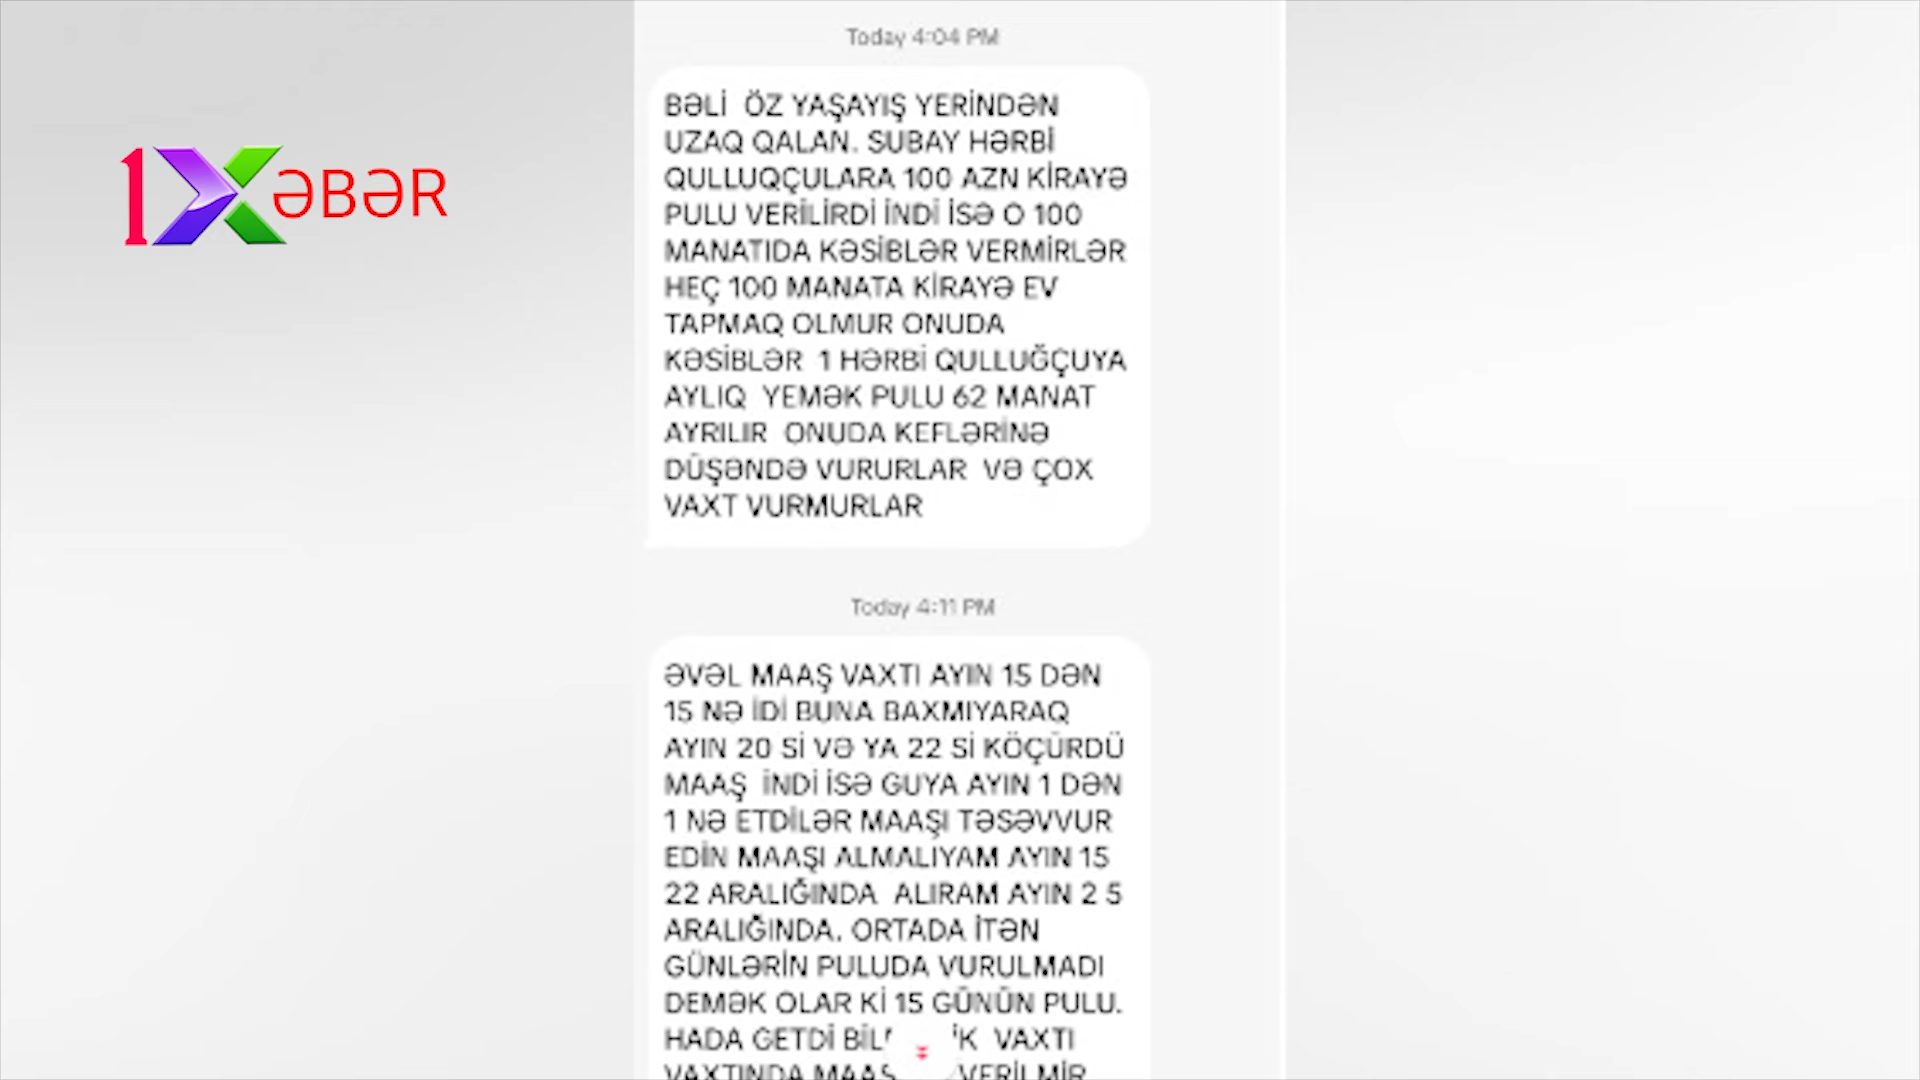 1XƏBƏR
Today 4:04 PM
BƏLİ ÖZ YAŞAYIŞ YERİNDƏN
UZAQ QALAN. SUBAY HƏRBİ
QULLUQÇULARA 100 AZN KİRAYƏ
PULU VERİLİRDİ İNDİ İSƏ O 100
MANATIDA KƏSİBLƏR VERMİRLƏR
HEÇ 100 MANATA KİRAYƏ EV
TAPMAQ OLMUR ONUDA
KƏSİBLƏR 1 HƏRBİ QULLUĞÇUYA
AYLIQ YEMƏK PULU 62 MANAT
AYRILIR ONUDA KEFLƏRİNƏ
DÜŞƏNDƏ VURURLAR VƏ ÇOX
VAXT VURMURLAR
Today 4:11 PM
ƏVƏL MAAŞ VAXTI AYIN 15 DƏN
15 NƏ İDİ BUNA BAXMIYARAQ
AYIN 20 Sİ VƏ YA 22 Sİ KÖÇÜRDÜ
MAAŞ İNDİ İSƏ GUYA AYIN 1 DƏN
1 NƏ ETDİLƏR MAAŞI TƏSƏVVUR
EDİN MAAŞI ALMALIYAM AYIN 15
22 ARALIĞINDA ALIRAM AYIN 2 5
ARALIĞINDA. ORTADA İTƏN
GÜNLƏRİN PULUDA VURULMADI
DEMƏK OLAR Kİ 15 GÜNÜN PULU.
HADA GETDİ VAXTI
VAXTINDA VERİLMİR